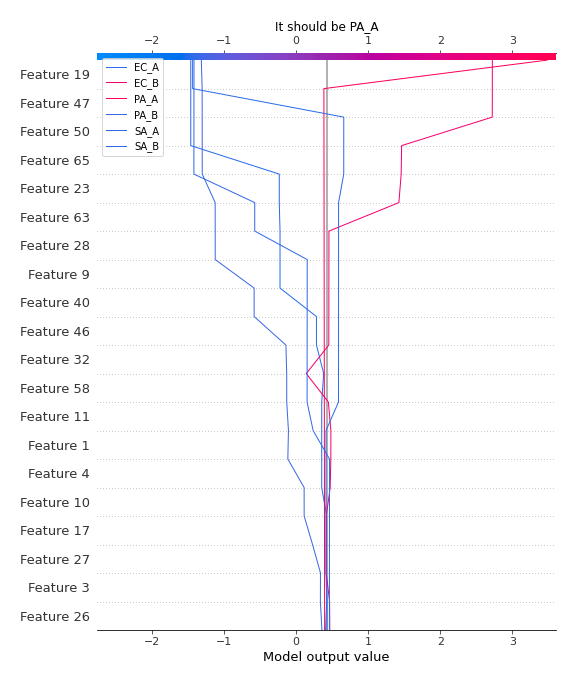 It should be PA_A
−2 −1 0 1 2 3
EC_A
EC_B
PA_A
PA_B
SA_A
SA_B
Feature 19
Feature 47
Feature 50
Feature 65
Feature 23
Feature 63
Feature 28
Feature 9
Feature 40
Feature 46
Feature 32
Feature 58
Feature 11
Feature 1
Feature 4
Feature 10
Feature 17
Feature 27
Feature 3
Feature 26
−2 −1 0 1 2 3
Model output value